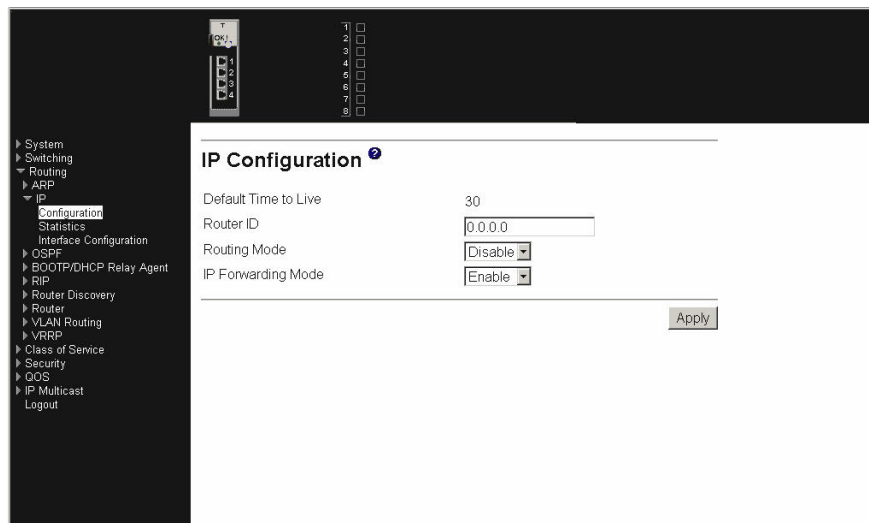 T
OK!
1
2
3
4
1
2
3
4
5
6
7
8
System
Switching
Routing
ARP
IP
Configuration
Statistics
Interface Configuration
OSPF
BOOTP/DHCP Relay Agent
RIP
Router Discovery
Router
VLAN Routing
VRRP
Class of Service
Security
QOS
IP Multicast
Logout
IP Configuration ?
Default Time to Live 30
Router ID 0.0.0.0
Routing Mode Disable
IP Forwarding Mode Enable
Apply